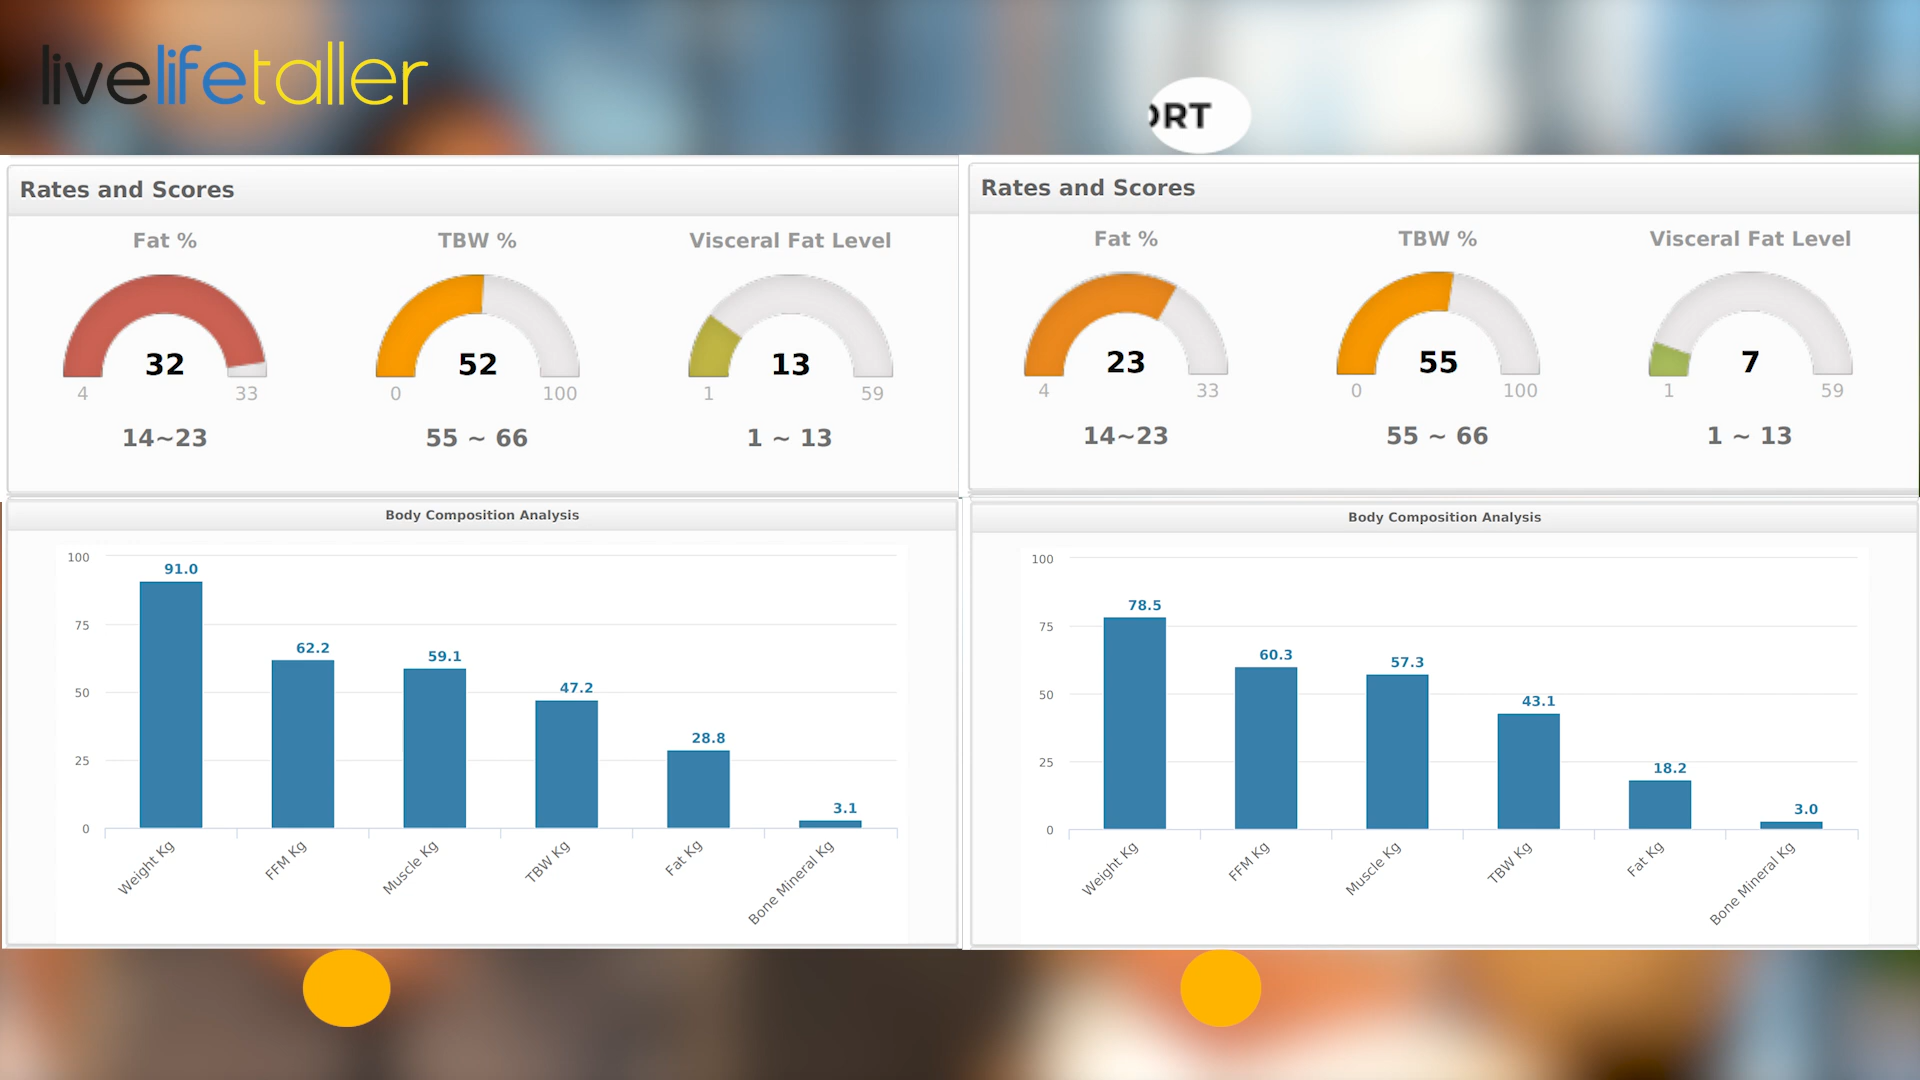 livelifetaller
ORT
Rates and Scores
Fat %
TBW %
Visceral Fat Level
32
52
13
4
33
0
100
1
59
14~23
55 ~ 66
1 ~ 13
Rates and Scores
Fat %
TBW %
Visceral Fat Level
23
55
7
4
33
0
100
1
59
14~23
55 ~ 66
1 ~ 13
Body Composition Analysis
100
75
50
25
0
91.0
62.2
59.1
47.2
28.8
3.1
Weight Kg
FFM Kg
Muscle Kg
TBW Kg
Fat Kg
Bone Mineral Kg
Body Composition Analysis
100
75
50
25
0
78.5
60.3
57.3
43.1
18.2
3.0
Weight Kg
FFM Kg
Muscle Kg
TBW Kg
Fat Kg
Bone Mineral Kg